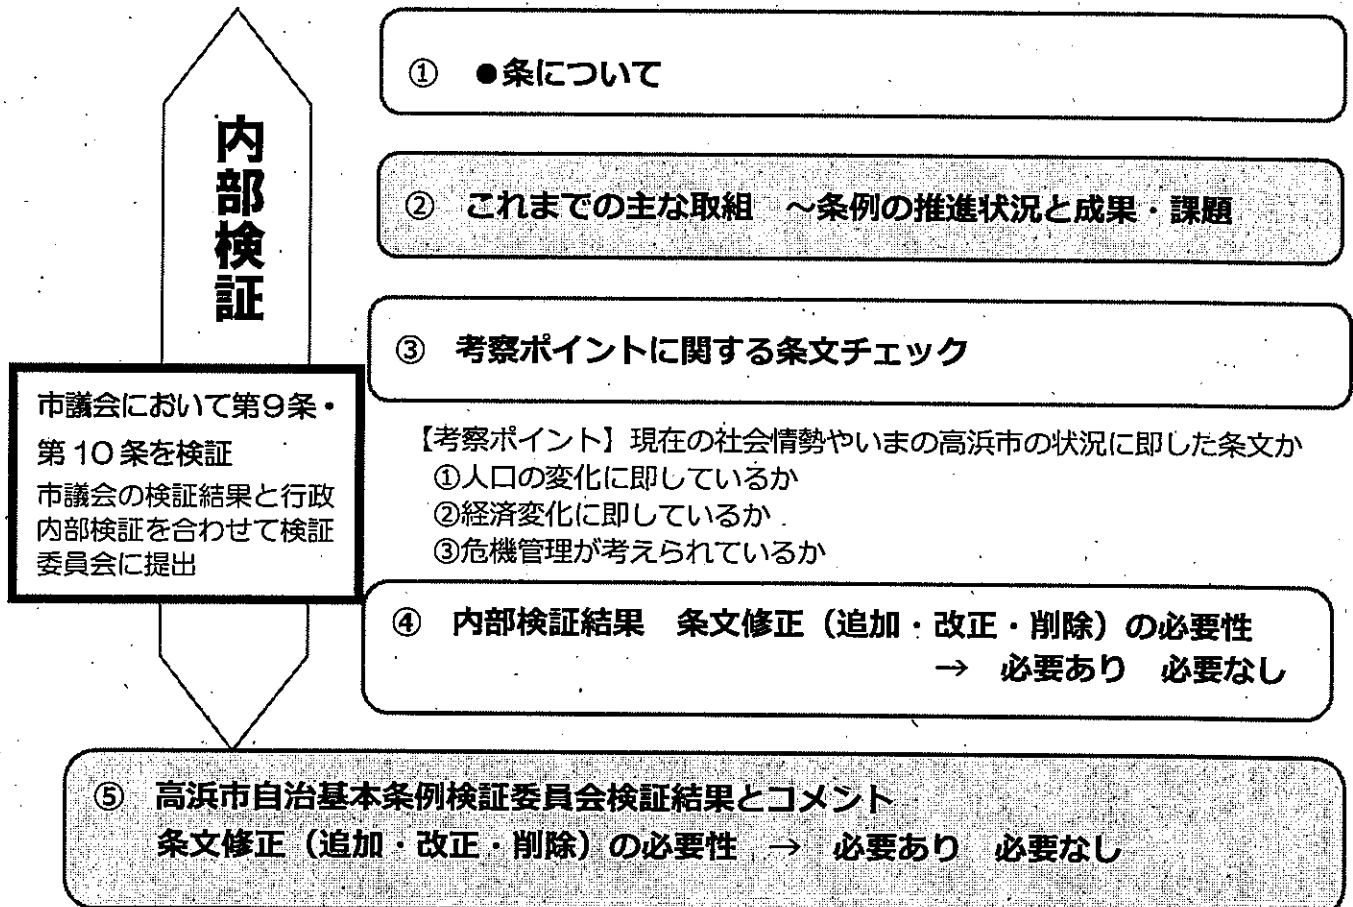 内部検証
① ●条について
② これまでの主な取組 ～条例の推進状況と成果・課題
③ 考察ポイントに関する条文チェック
【考察ポイント】現在の社会情勢やいまの高浜市の状況に即した条文か
①人口の変化に即しているか
②経済変化に即しているか
③危機管理が考えられているか
市議会において第9条・
第10条を検証
市議会の検証結果と行政
内部検証を合わせて検証
委員会に提出
④ 内部検証結果 条文修正（追加・改正・削除）の必要性
→ 必要あり 必要なし
⑤ 高浜市自治基本条例検証委員会検証結果とコメント
条文修正（追加・改正・削除）の必要性 → 必要あり 必要なし